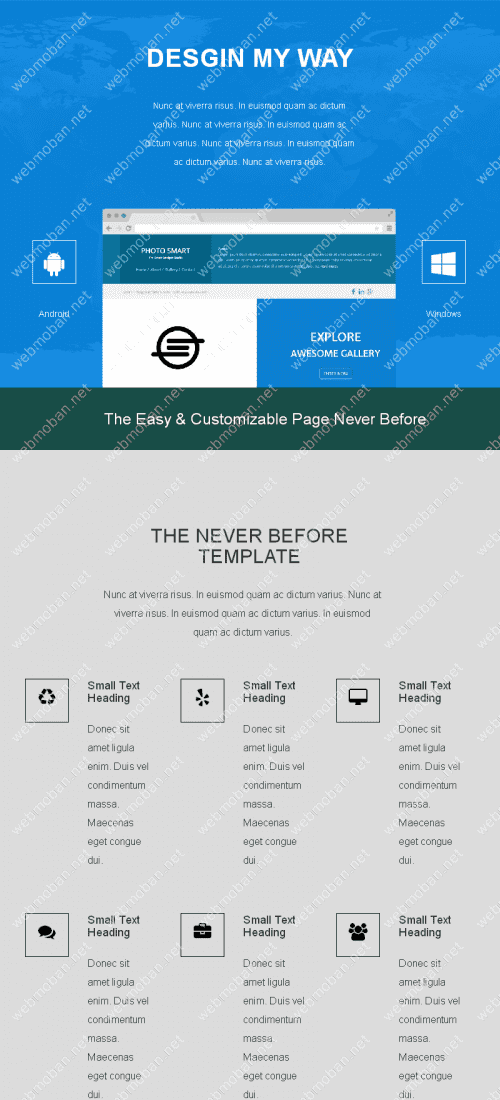 DESGIN MY WAY
Nunc at viverra risus. In euismod quam ac dictum
varius. Nunc at viverra risus. In euismod quam ac
dictum varius. Nunc at viverra risus. In euismod quam
ac dictum varius. Nunc at viverra risus.
PHOTO SMART
Android
Windows
EXPLORE
AWESOME GALLERY
The Easy & Customizable Page Never Before
THE NEVER BEFORE
TEMPLATE
Nunc at viverra risus. In euismod quam ac dictum varius. Nunc at
viverra risus. In euismod quam ac dictum varius. In euismod
quam ac dictum varius.
Small Text
Heading
Donec sit
amet ligula
enim. Duis vel
condimentum
massa.
Maecenas
eget congue
dui.
Small Text
Heading
Donec sit
amet ligula
enim. Duis vel
condimentum
massa.
Maecenas
eget congue
dui.
Small Text
Heading
Donec sit
amet ligula
enim. Duis vel
condimentum
massa.
Maecenas
eget congue
dui.
Small Text
Heading
Donec sit
amet ligula
enim. Duis vel
condimentum
massa.
Maecenas
eget congue
dui.
Small Text
Heading
Donec sit
amet ligula
enim. Duis vel
condimentum
massa.
Maecenas
eget congue
dui.
Small Text
Heading
Donec sit
amet ligula
enim. Duis vel
condimentum
massa.
Maecenas
eget congue
dui.
webmoban.net